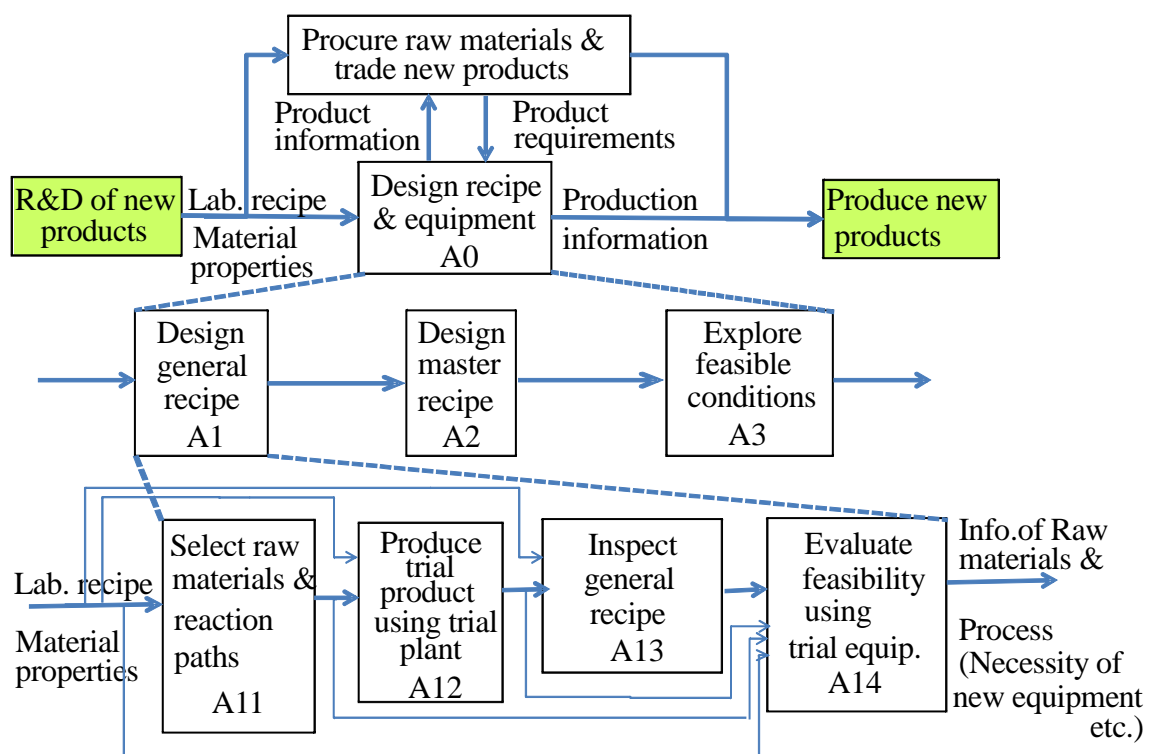 Procure raw materials &
trade new products
Product
information
Product
requirements
R&D of new
products
Lab. recipe
Material
properties
Design recipe
& equipment
A0
Production
information
Produce new
products
Design
general
recipe
A1
Design
master
recipe
A2
Explore
feasible
conditions
A3
Lab. recipe
Material
properties
Select raw
materials &
reaction
paths
A11
Produce
trial
product
using trial
plant
A12
Inspect
general
recipe
A13
Evaluate
feasibility
using
trial equip.
A14
Info.of Raw
materials &
Process
(Necessity of
new equipment
etc.)